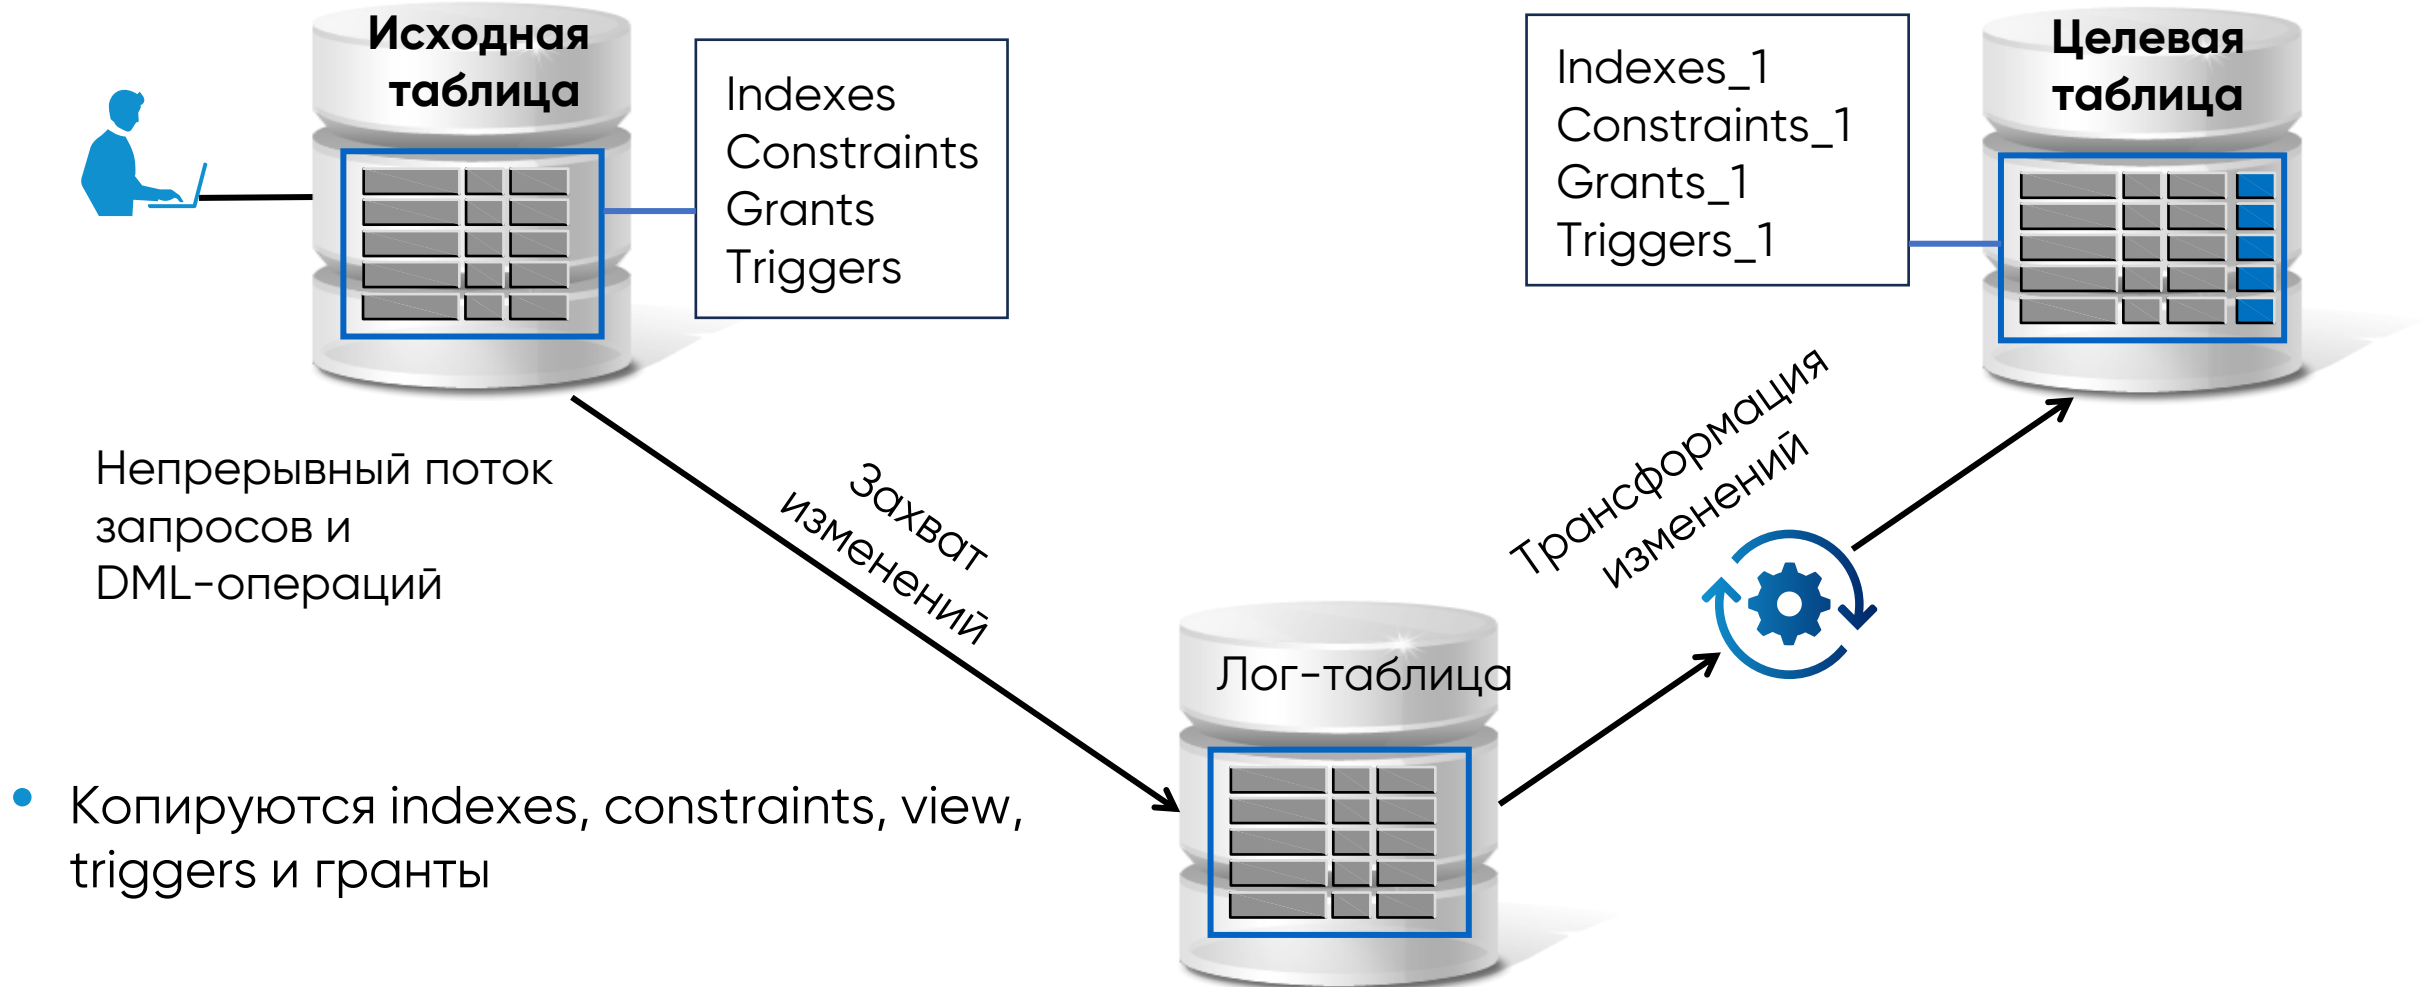 Исходная
таблица
Indexes
Constraints
Grants
Triggers
Indexes_1
Constraints_1
Grants_1
Triggers_1
Целевая
таблица
Непрерывный поток
запросов и
DML-операций
Захват
изменений
Трансформация
изменений
Лог-таблица
• Копируются indexes, constraints, view,
triggers и гранты